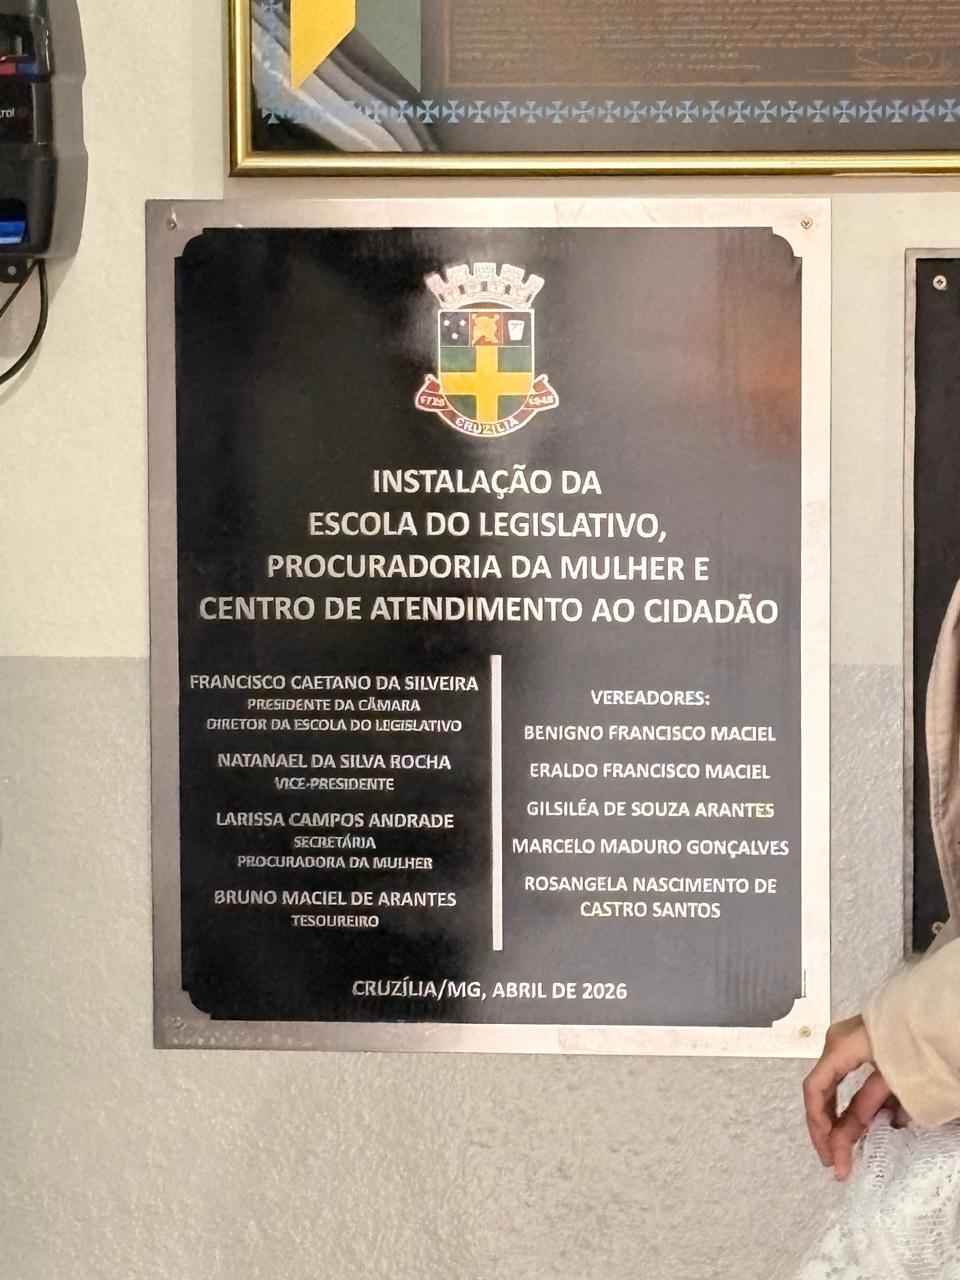 CRUZÍLIA
INSTALAÇÃO DA
ESCOLA DO LEGISLATIVO,
PROCURADORIA DA MULHER E
CENTRO DE ATENDIMENTO AO CIDADÃO
FRANCISCO CAETANO DA SILVEIRA
PRESIDENTE DA CÂMARA
DIRETOR DA ESCOLA DO LEGISLATIVO
NATANAEL DA SILVA ROCHA
VICE-PRESIDENTE
LARISSA CAMPOS ANDRADE
SECRETÁRIA
PROCURADORA DA MULHER
BRUNO MACIEL DE ARANTES
TESOUREIRO
VEREADORES:
BENIGNO FRANCISCO MACIEL
ERALDO FRANCISCO MACIEL
GILSILÉA DE SOUZA ARANTES
MARCELO MADURO GONÇALVES
ROSANGELA NASCIMENTO DE
CASTRO SANTOS
CRUZÍLIA/MG, ABRIL DE 2026